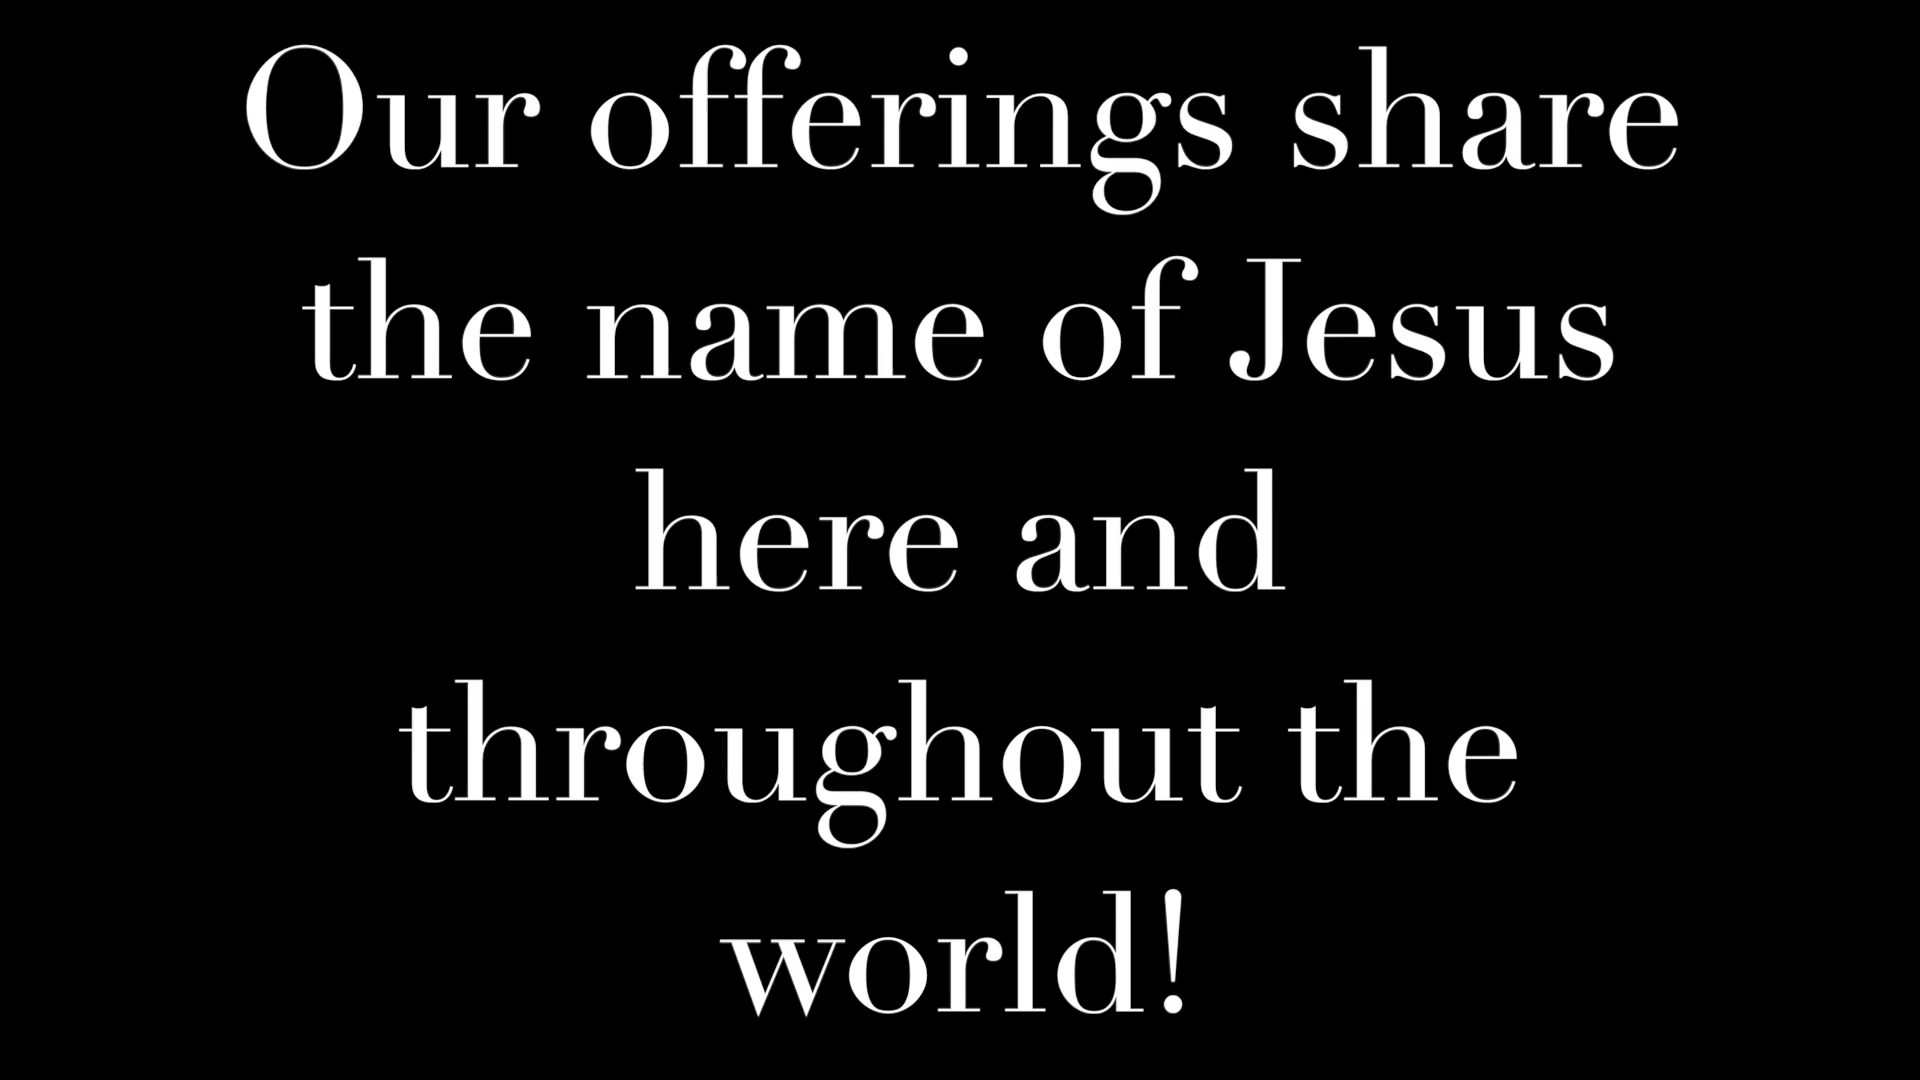 Our offerings share
the name of Jesus
here and
throughout the
world!